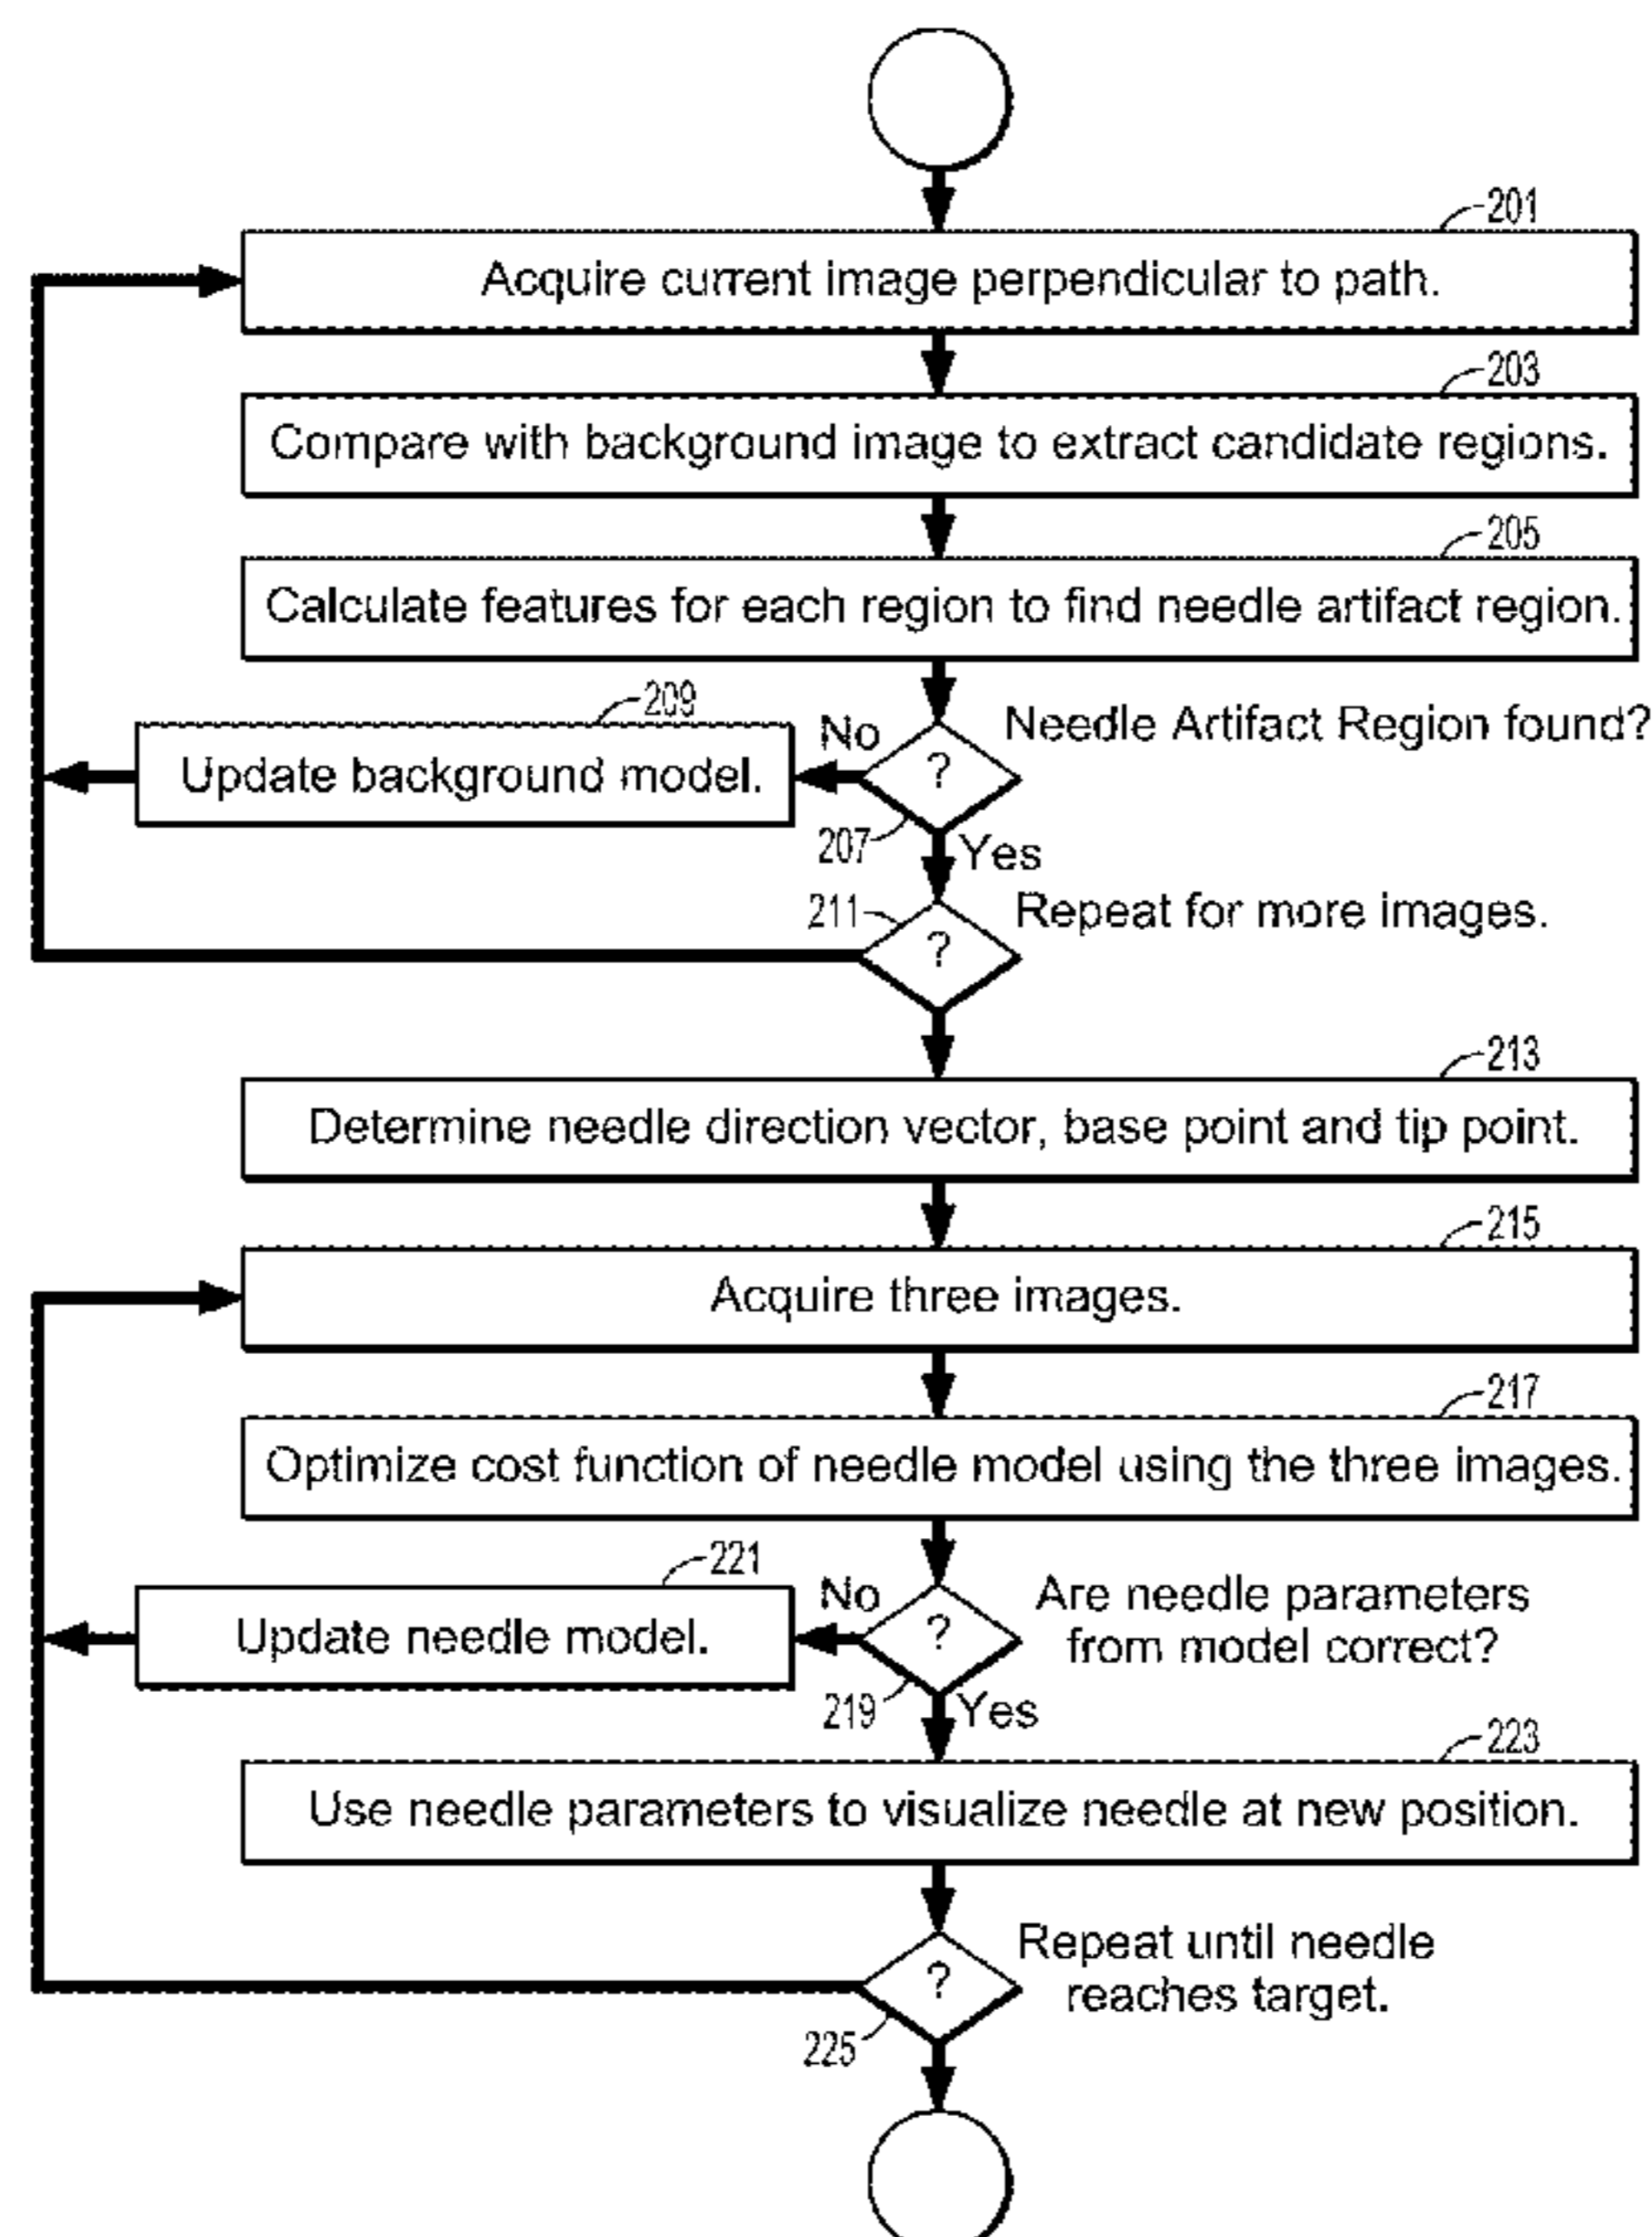 201
Acquire current image perpendicular to path.
203
Compare with background image to extract candidate regions.
205
Calculate features for each region to find needle artifact region.
209
Update background model.
No
?
Needle Artifact Region found?
207
Yes
211
?
Repeat for more images.
213
Determine needle direction vector, base point and tip point.
215
Acquire three images.
217
Optimize cost function of needle model using the three images.
221
Update needle model.
No
?
Are needle parameters
from model correct?
219
Yes
223
Use needle parameters to visualize needle at new position.
?
Repeat until needle
reaches target.
225